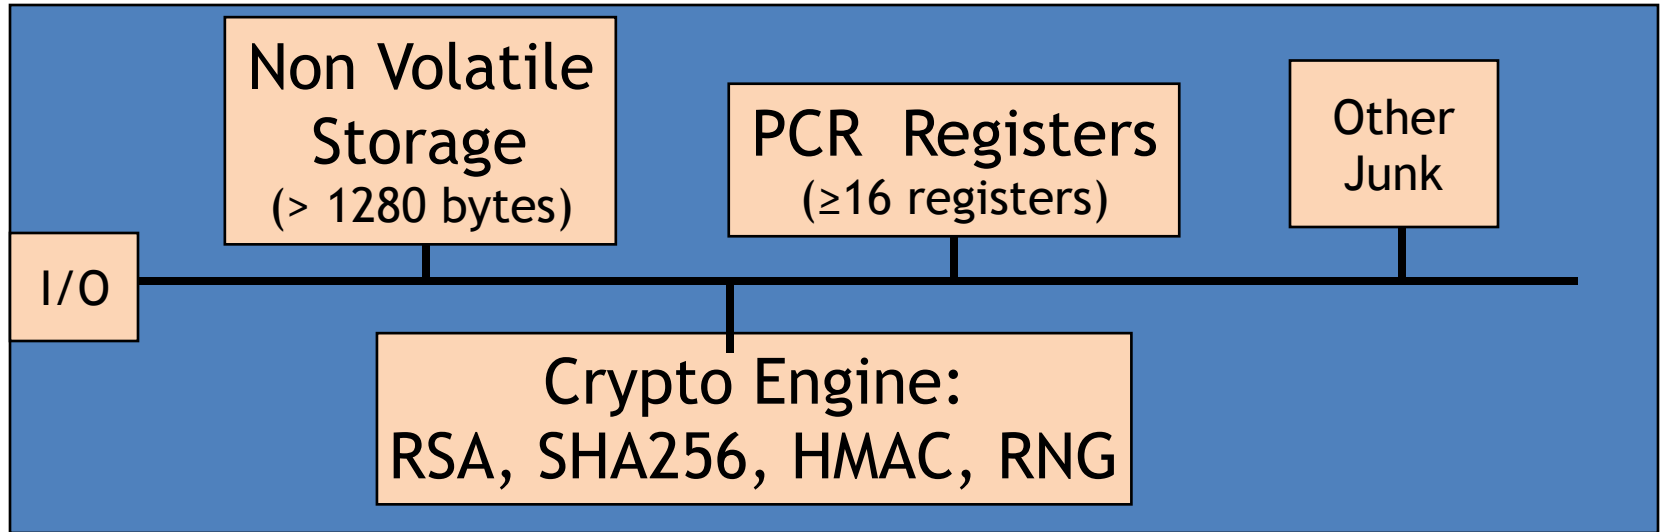 Non Volatile
Storage
(> 1280 bytes)
PCR Registers
(≥16 registers)
Other
Junk
I/O
Crypto Engine:
RSA, SHA256, HMAC, RNG